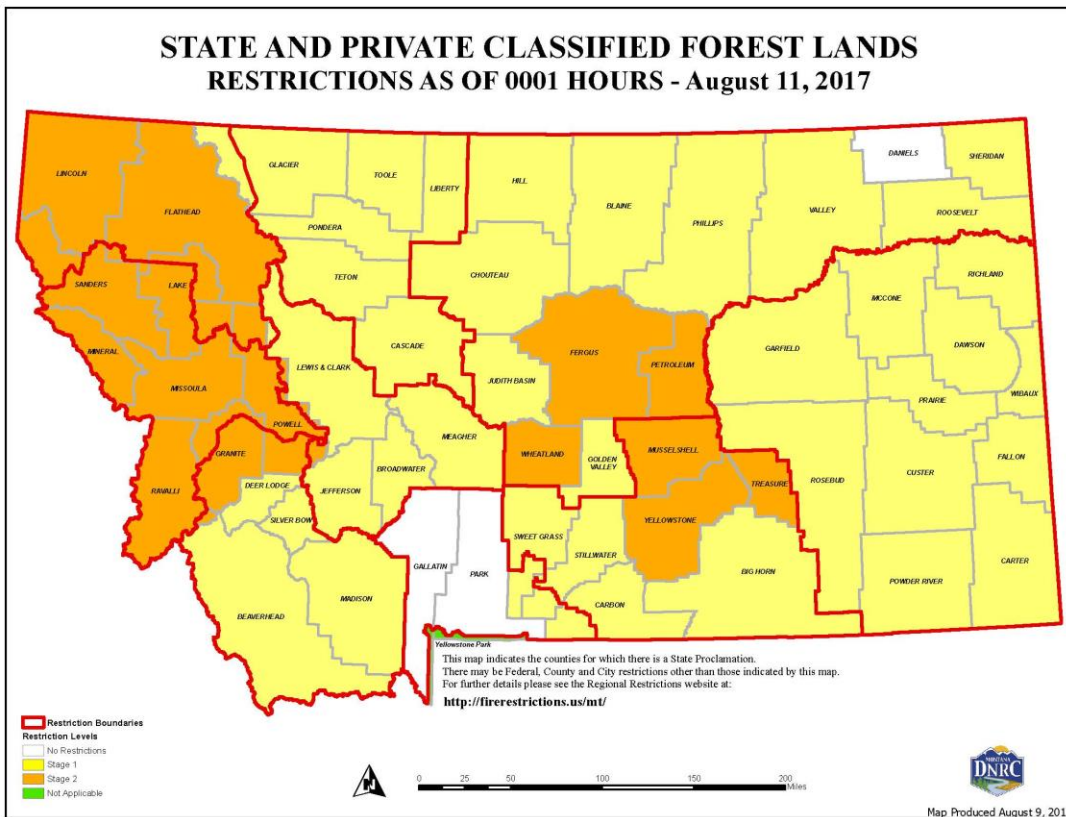 STATE AND PRIVATE CLASSIFIED FOREST LANDS
RESTRICTIONS AS OF 0001 HOURS - August 11, 2017
DANIELS
SHERIDAN
GLACIER
TOOLE
LIBERTY
HILL
BLAINE
PHILLIPS
VALLEY
LINCOLN
FLATHEAD
ROOSEVELT
PONDERA
CHOUTEAU
TETON
RICHLAND
MCCONE
SANDERS
LAKE
CASCADE
FERGUS
PETROLEUM
GARFIELD
DAWSON
MINERAL
MISSOULA
LEWIS & CLARK
JUDITH BASIN
PRAIRIE
WIBAUX
POWELL
MEAGHER
GRANITE
WHEATLAND
GOLDEN
VALLEY
MUSSELSHELL
FALLON
RAVALLI
DEER LODGE
JEFFERSON
BROADWATER
TREASURE
ROSEBUD
CUSTER
SILVER BOW
YELLOWSTONE
SWEET GRASS
STILLWATER
GALLATIN
PARK
BIG HORN
CARTER
BEAVERHEAD
MADISON
CARBON
POWDER RIVER
Yellowstone Park
This map indicates the counties for which there is a State Proclamation.
There may be Federal, County and City restrictions other than those indicated by this map.
For further details please see the Regional Restrictions website at:
http://firerestrictions.us/mt/
Restriction Boundaries
Restriction Levels
No Restrictions
Stage 1
Stage 2
Not Applicable
N
0 25 50 100 150 200
Miles
MONTANA
DNRC
Map Produced August 9, 201